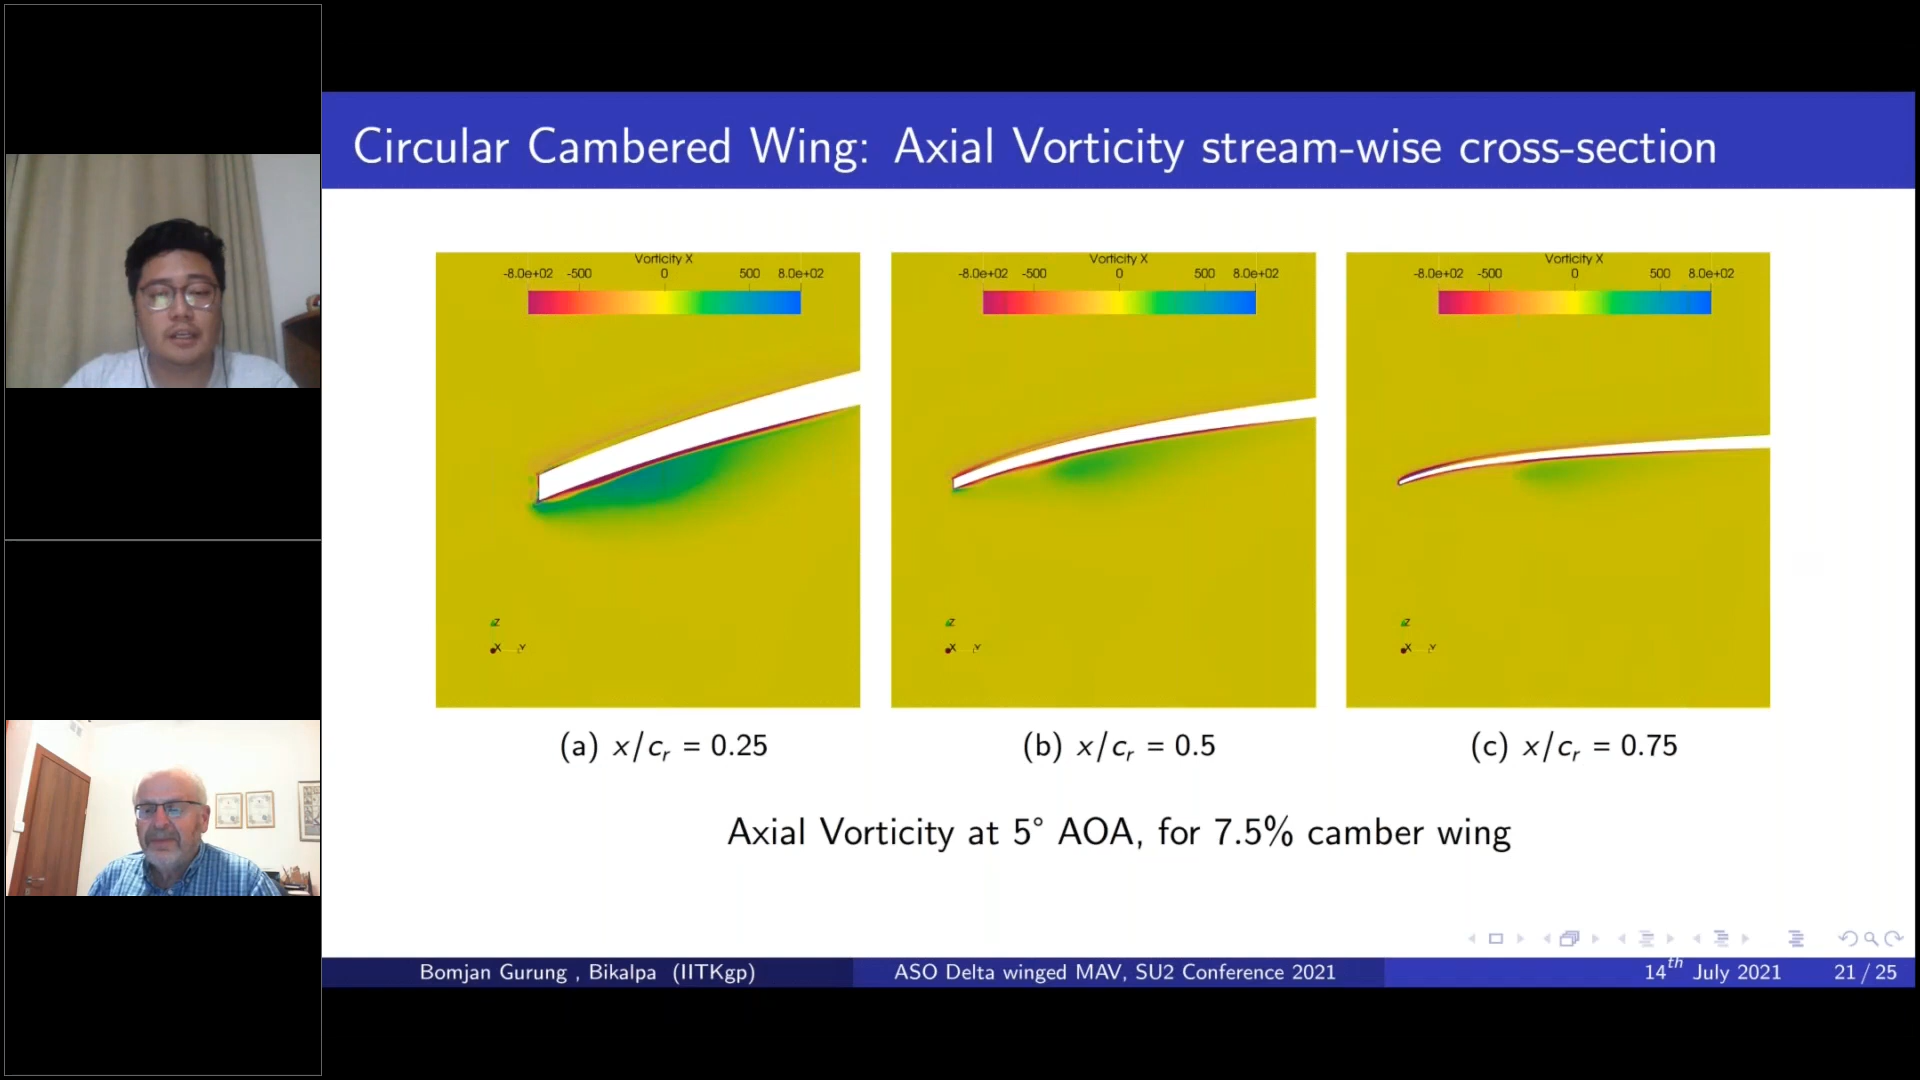 Circular Cambered Wing: Axial Vorticity stream-wise cross-section
Vorticity X
-8.0e+02 -500 0 500 8.0e+02
Z
X Y
(a) x/cᵣ = 0.25
Vorticity X
-8.0e+02 -500 0 500 8.0e+02
Z
X Y
(b) x/cᵣ = 0.5
Vorticity X
-8.0e+02 -500 0 500 8.0e+02
Z
X Y
(c) x/cᵣ = 0.75
Axial Vorticity at 5° AOA, for 7.5% camber wing
Bomjan Gurung , Bikalpa (IITKgp)
ASO Delta winged MAV, SU2 Conference 2021
14th July 2021
21 / 25